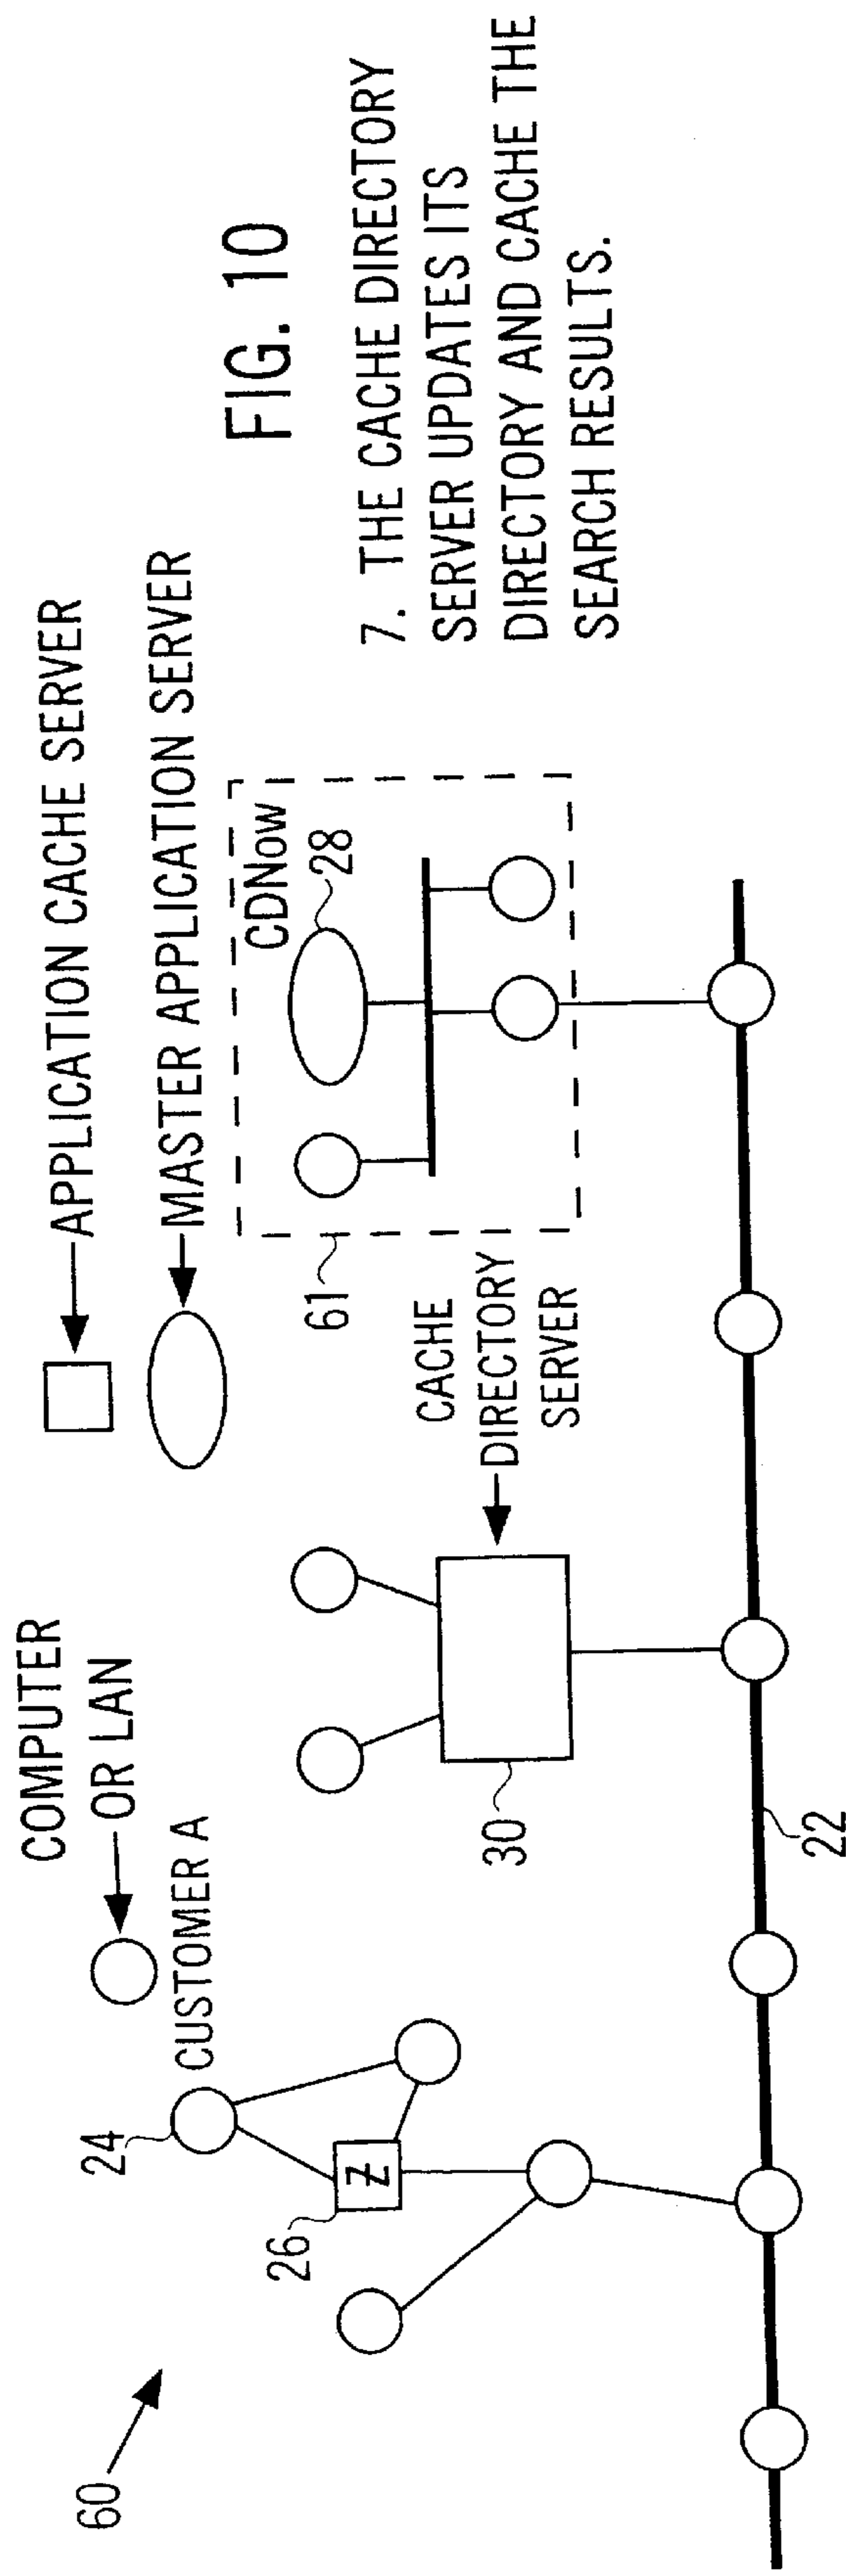 60
24
CUSTOMER A
COMPUTER
OR LAN
APPLICATION CACHE SERVER
MASTER APPLICATION SERVER
FIG. 10
26
Z
30
CACHE
DIRECTORY
SERVER
61
CDNow
28
22
7. THE CACHE DIRECTORY
SERVER UPDATES ITS
DIRECTORY AND CACHE THE
SEARCH RESULTS.